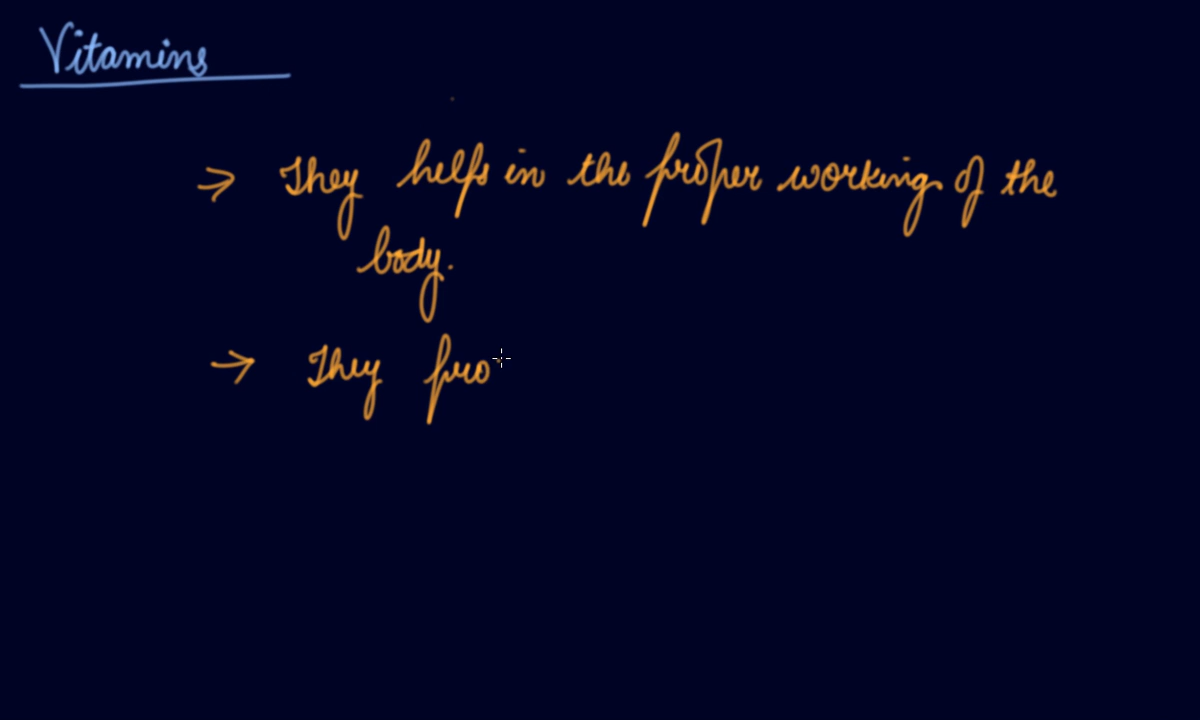 Vitamins
→ They helps in the proper working of the
body.
→ They pro